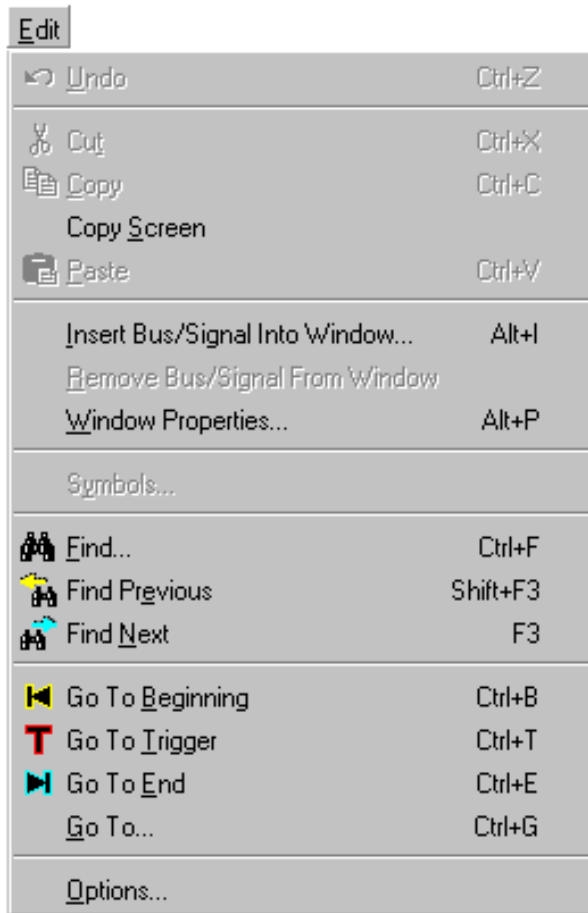 Edit
Undo Ctrl+Z
Cut Ctrl+X
Copy Ctrl+C
Copy Screen
Paste Ctrl+V
Insert Bus/Signal Into Window... Alt+I
Remove Bus/Signal From Window
Window Properties... Alt+P
Symbols...
Find... Ctrl+F
Find Previous Shift+F3
Find Next F3
Go To Beginning Ctrl+B
Go To Trigger Ctrl+T
Go To End Ctrl+E
Go To... Ctrl+G
Options...